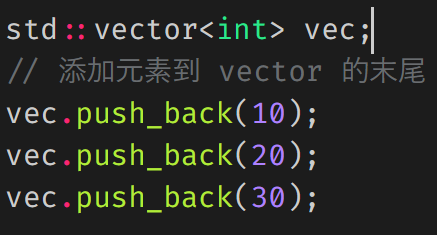 std::vector<int> vec;
// 添加元素到 vector 的末尾
vec.push_back(10);
vec.push_back(20);
vec.push_back(30);